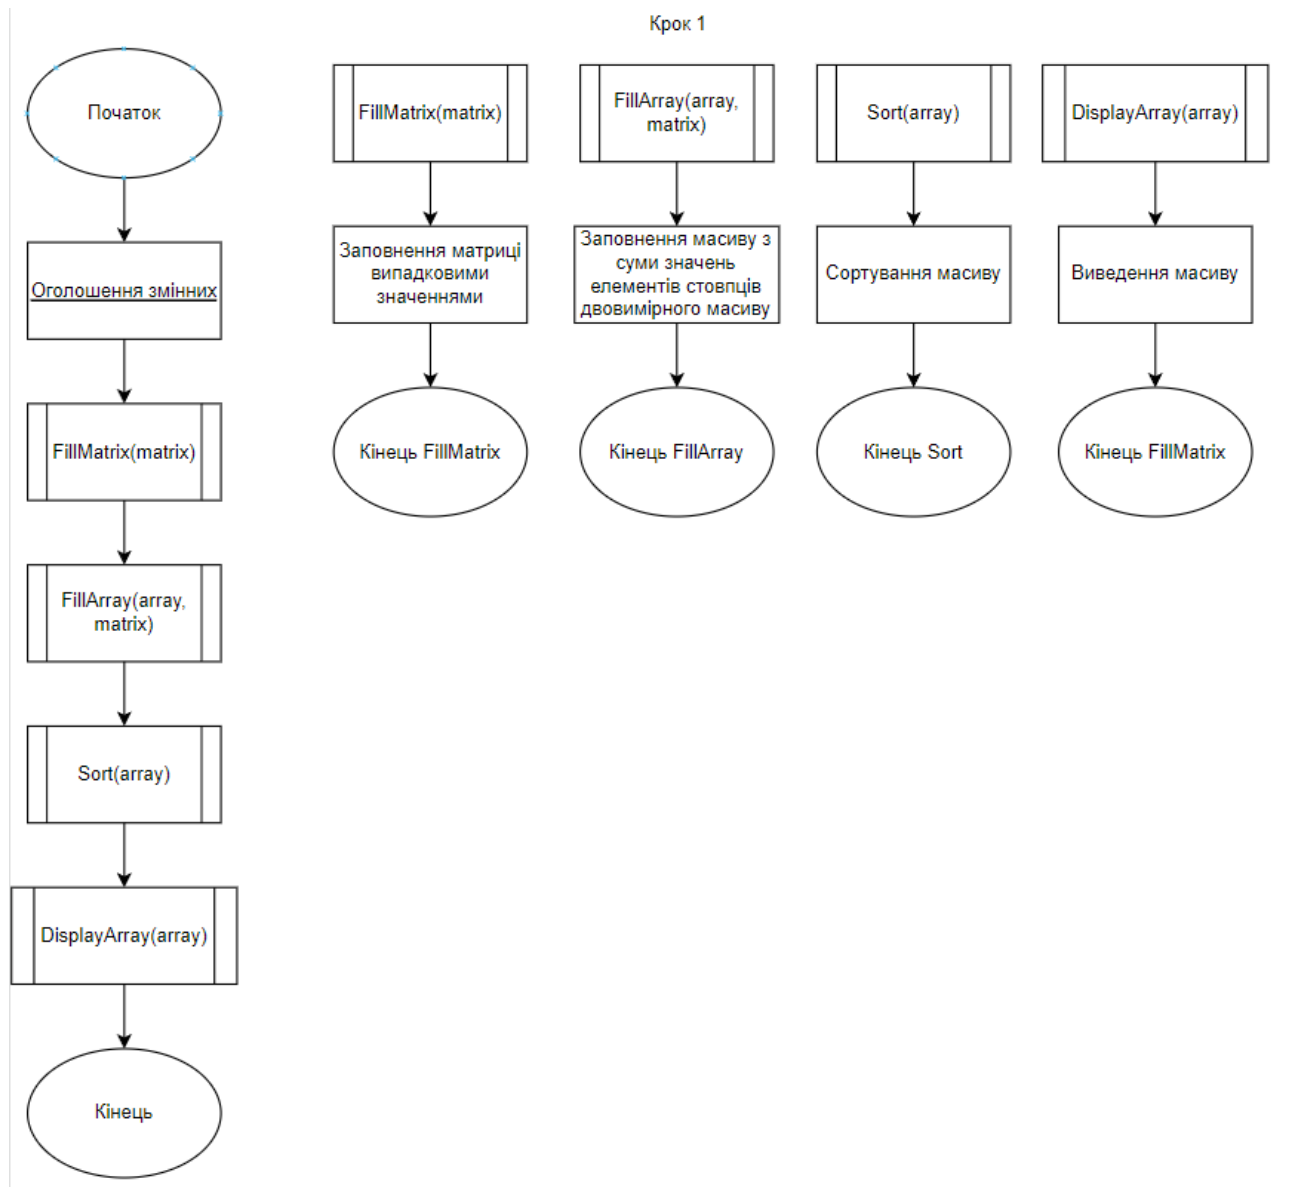 Крок 1
Початок
Оголошення змінних
FillMatrix(matrix)
FillArray(array,
matrix)
Sort(array)
DisplayArray(array)
Кінець
FillMatrix(matrix)
Заповнення матриці
випадковими
значеннями
Кінець FillMatrix
FillArray(array,
matrix)
Заповнення масиву з
суми значень
елементів стовпців
двовимірного масиву
Кінець FillArray
Sort(array)
Сортування масиву
Кінець Sort
DisplayArray(array)
Виведення масиву
Кінець FillMatrix